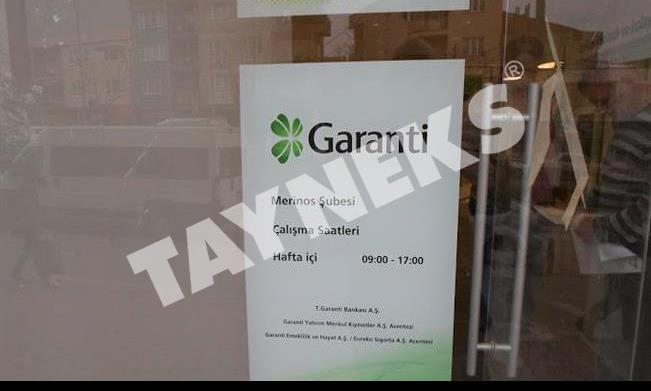 Garanti
TAYNEKS®
Merinos Şubesi
Çalışma Saatleri
Hafta içi 09:00 - 17:00
T.Garanti Bankası A.Ş.
Garanti Yatırım Menkul Kıymetler A.Ş. Acentesi
Garanti Emeklilik ve Hayat A.Ş. / Eureko Sigorta A.Ş. Acentesi